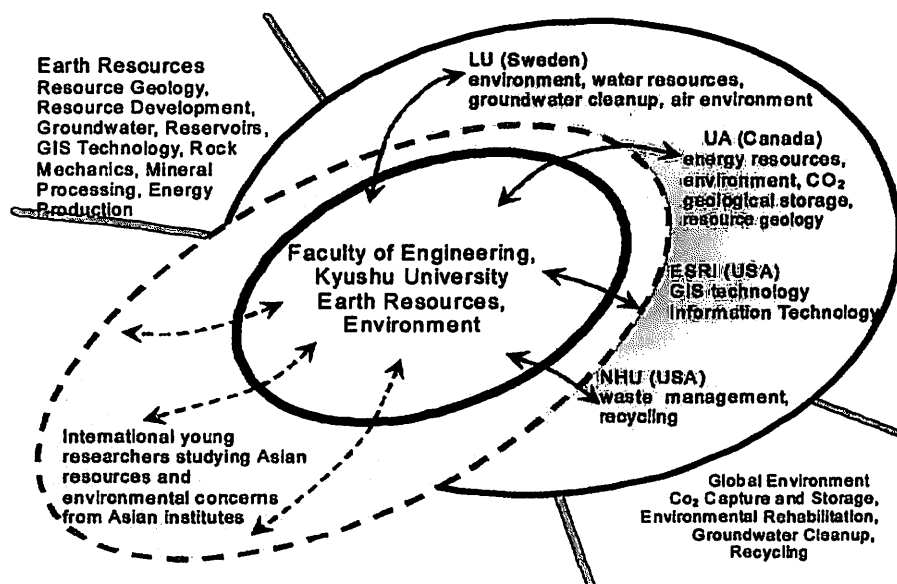 Earth Resources
Resource Geology,
Resource Development,
Groundwater, Reservoirs,
GIS Technology, Rock
Mechanics, Mineral
Processing, Energy
Production
LU (Sweden)
environment, water resources,
groundwater cleanup, air environment
UA (Canada)
energy resources,
environment, CO₂
geological storage,
resource geology
Faculty of Engineering,
Kyushu University
Earth Resources,
Environment
ESRI (USA)
GIS technology
Information Technology
NHU (USA)
waste management,
recycling
International young
researchers studying Asian
resources and
environmental concerns
from Asian institutes
Global Environment
Co₂ Capture and Storage,
Environmental Rehabilitation,
Groundwater Cleanup,
Recycling